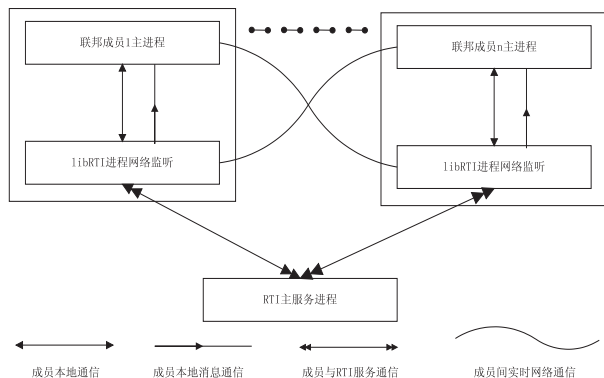 联邦成员1主进程
联邦成员n主进程
libRTI进程网络监听
libRTI进程网络监听
RTI主服务进程
成员本地通信
成员本地消息通信
成员与RTI服务通信
成员间实时网络通信